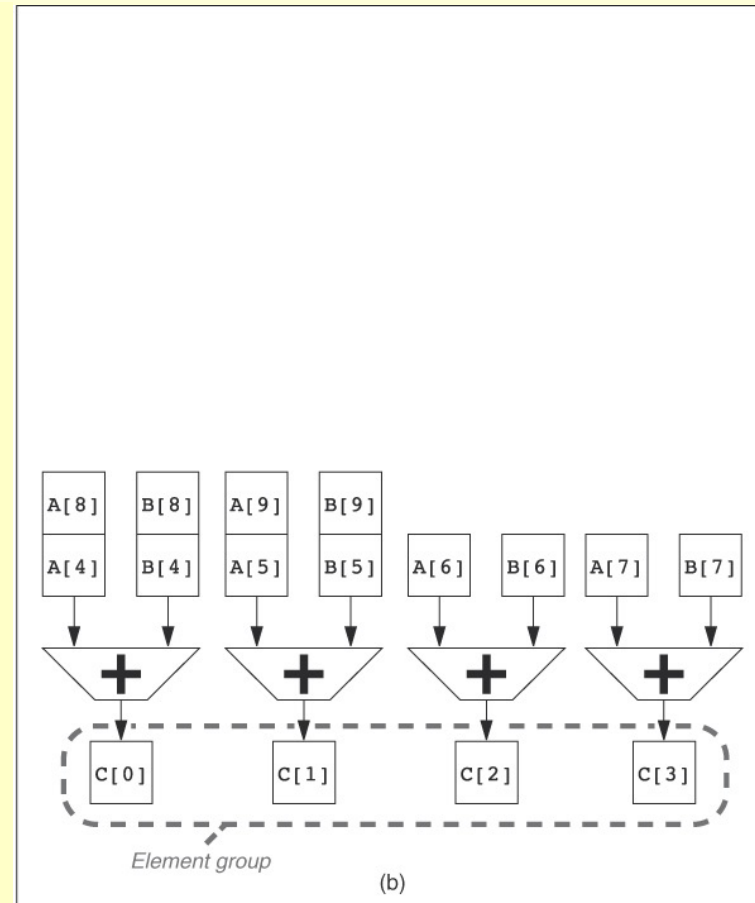 A[8] B[8] A[9] B[9]
A[4] B[4] A[5] B[5] A[6] B[6] A[7] B[7]
+ + + +
C[0] C[1] C[2] C[3]
Element group
(b)